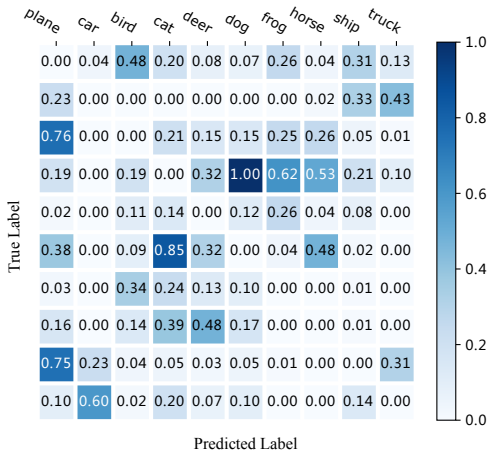 plane car bird cat deer dog frog horse ship truck
0.00 0.04 0.48 0.20 0.08 0.07 0.26 0.04 0.31 0.13
0.23 0.00 0.00 0.00 0.00 0.00 0.00 0.02 0.33 0.43
0.76 0.00 0.00 0.21 0.15 0.15 0.25 0.26 0.05 0.01
0.19 0.00 0.19 0.00 0.32 1.00 0.62 0.53 0.21 0.10
0.02 0.00 0.11 0.14 0.00 0.12 0.26 0.04 0.08 0.00
0.38 0.00 0.09 0.85 0.32 0.00 0.04 0.48 0.02 0.00
0.03 0.00 0.34 0.24 0.13 0.10 0.00 0.00 0.01 0.00
0.16 0.00 0.14 0.39 0.48 0.17 0.00 0.00 0.01 0.00
0.75 0.23 0.04 0.05 0.03 0.05 0.01 0.00 0.00 0.31
0.10 0.60 0.02 0.20 0.07 0.10 0.00 0.00 0.14 0.00
True Label
Predicted Label
1.0
0.8
0.6
0.4
0.2
0.0